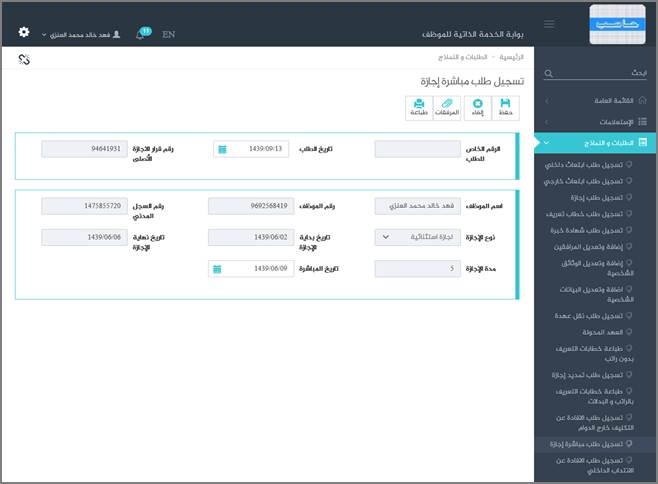 حاسب
بوابة الخدمة الذاتية للموظف
EN
11
فهد خالد محمد العنزي
ابحث
القائمة العامة
الإستعلامات
الطلبات و النماذج
تسجيل طلب ابتعاث داخلي
تسجيل طلب ابتعاث خارجي
تسجيل طلب إجازة
تسجيل طلب خطاب تعريف
تسجيل طلب شهادة خبرة
إضافة وتعديل المرافقين
إضافة وتعديل الوثائق
الشخصية
اضافة وتعديل البيانات
الشخصية
تسجيل طلب نقل عهدة
العهد المحولة
طباعة خطابات التعريف
بدون راتب
تسجيل طلب تمديد إجازة
طباعة خطابات التعريف
بالراتب و البدلات
تسجيل طلب الافادة عن
التكليف خارج الدوام
تسجيل طلب مباشرة إجازة
تسجيل طلب الافادة عن
الانتداب الداخلي
الرئيسية - الطلبات و النماذج
تسجيل طلب مباشرة إجازة
حفظ
إلغاء
المرفقات
طباعة
الرقم الخاص
للطلب
تاريخ الطلب
1439/09/13
رقم قرار الاجازة
الأصلى
94641931
اسم الموظف
فهد خالد محمد العنزي
رقم الموظف
9692568419
رقم السجل
المدني
1475855720
نوع الإجازة
اجازة استثنائية
تاريخ بداية
الإجازة
1439/06/02
تاريخ نهاية
الإجازة
1439/06/06
مدة الإجازة
5
تاريخ المباشرة
1439/06/09